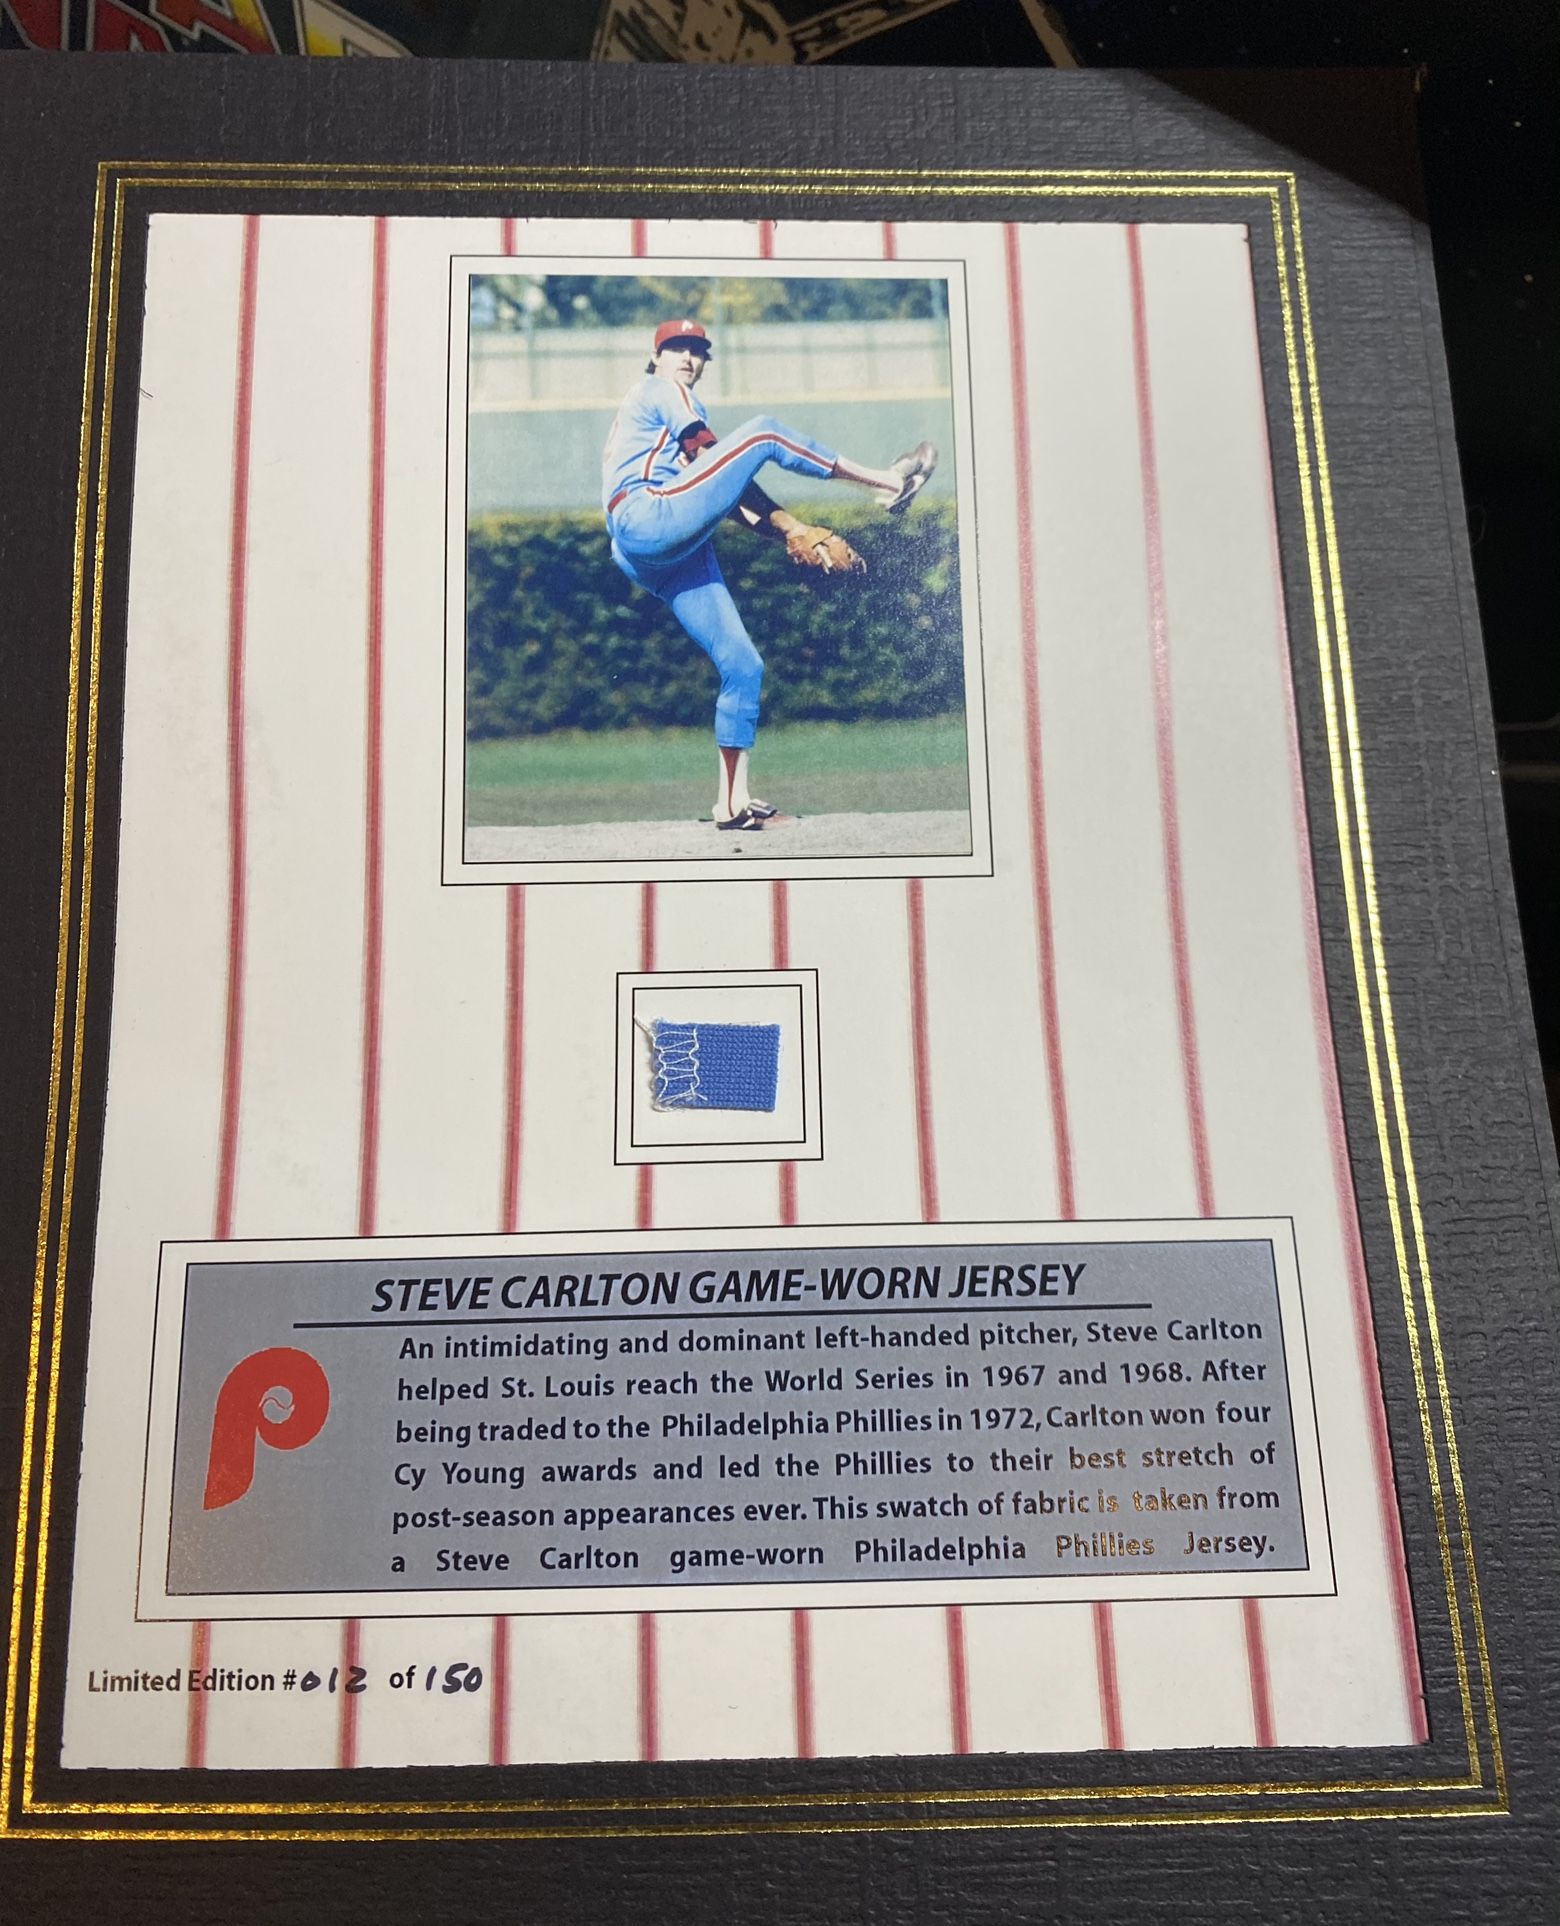 STEVE CARLTON GAME-WORN JERSEY
An intimidating and dominant left-handed pitcher, Steve Carlton
helped St. Louis reach the World Series in 1967 and 1968. After
being traded to the Philadelphia Phillies in 1972, Carlton won four
Cy Young awards and led the Phillies to their best stretch of
post-season appearances ever. This swatch of fabric is taken from
a Steve Carlton game-worn Philadelphia Phillies Jersey.
Limited Edition #012 of 150